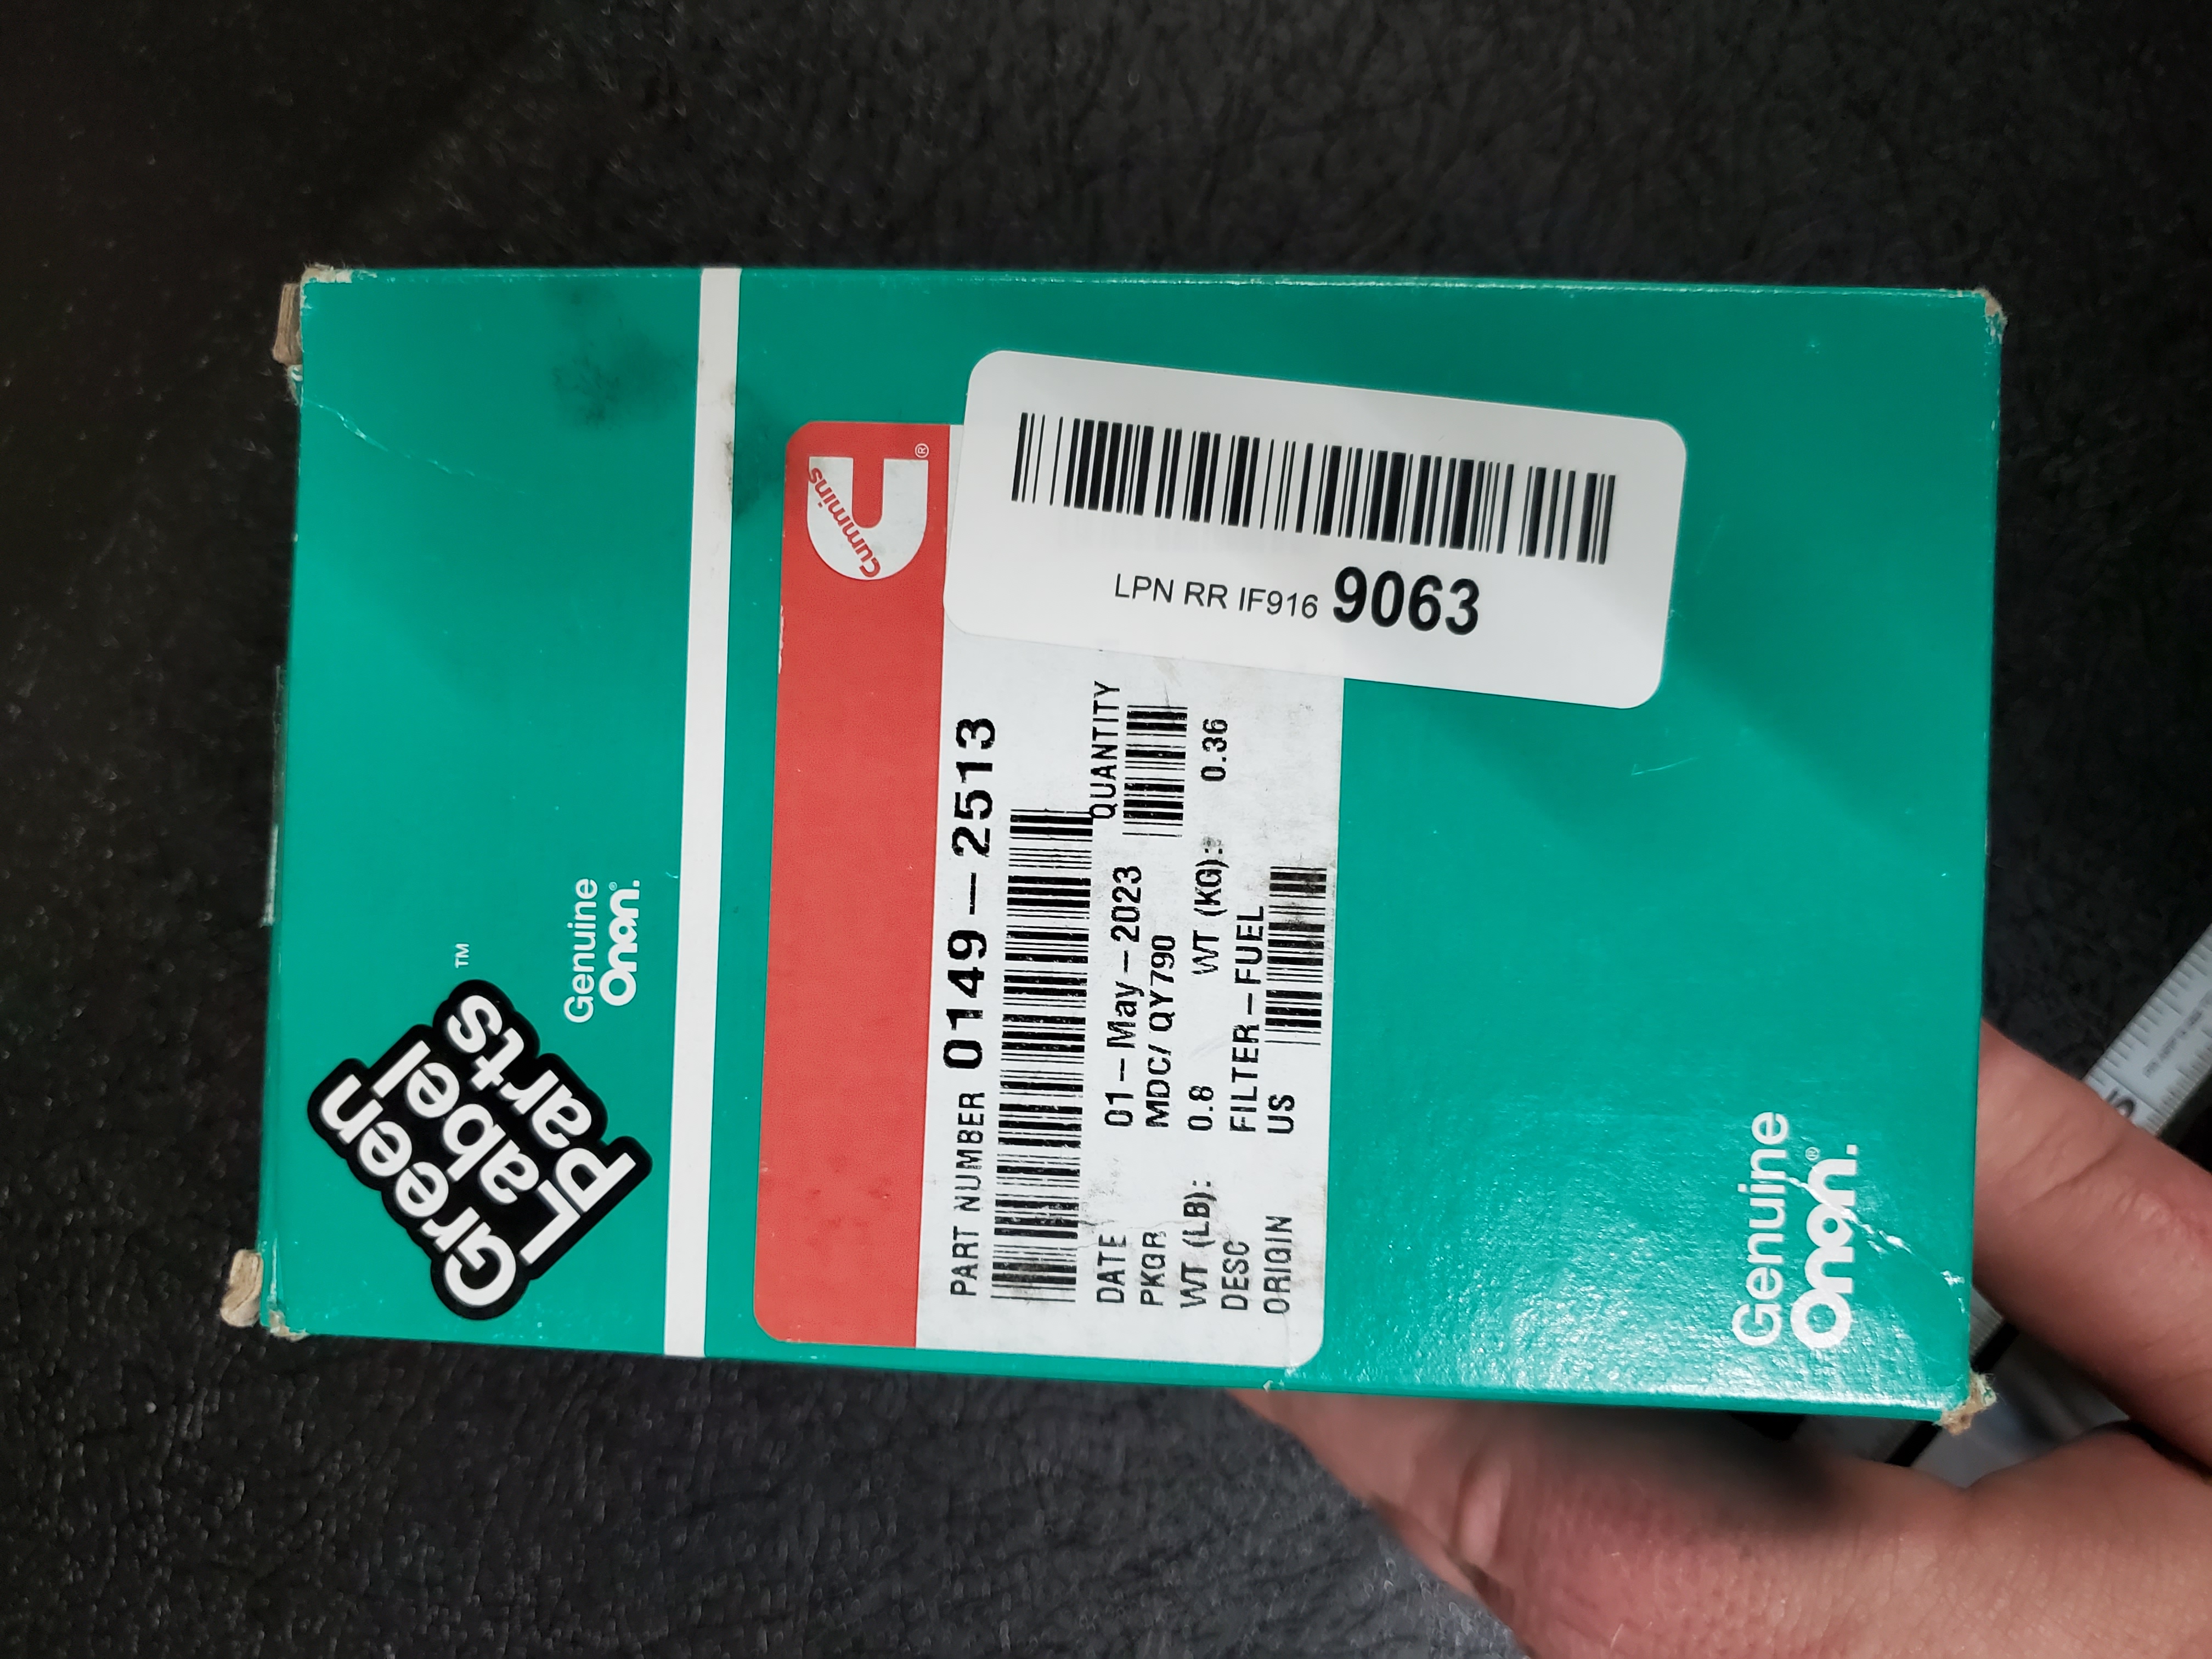 Green
Label
Parts™
Genuine
Onan®.
Cummins®
PART NUMBER 0149-2513
DATE 01-May-2023 QUANTITY
PKGR MDC/ QY790
WT (LB): 0.8 WT (KG): 0.36
DESC FILTER-FUEL
ORIGIN US
LPN RR IF916 9063
Genuine
Onan®.